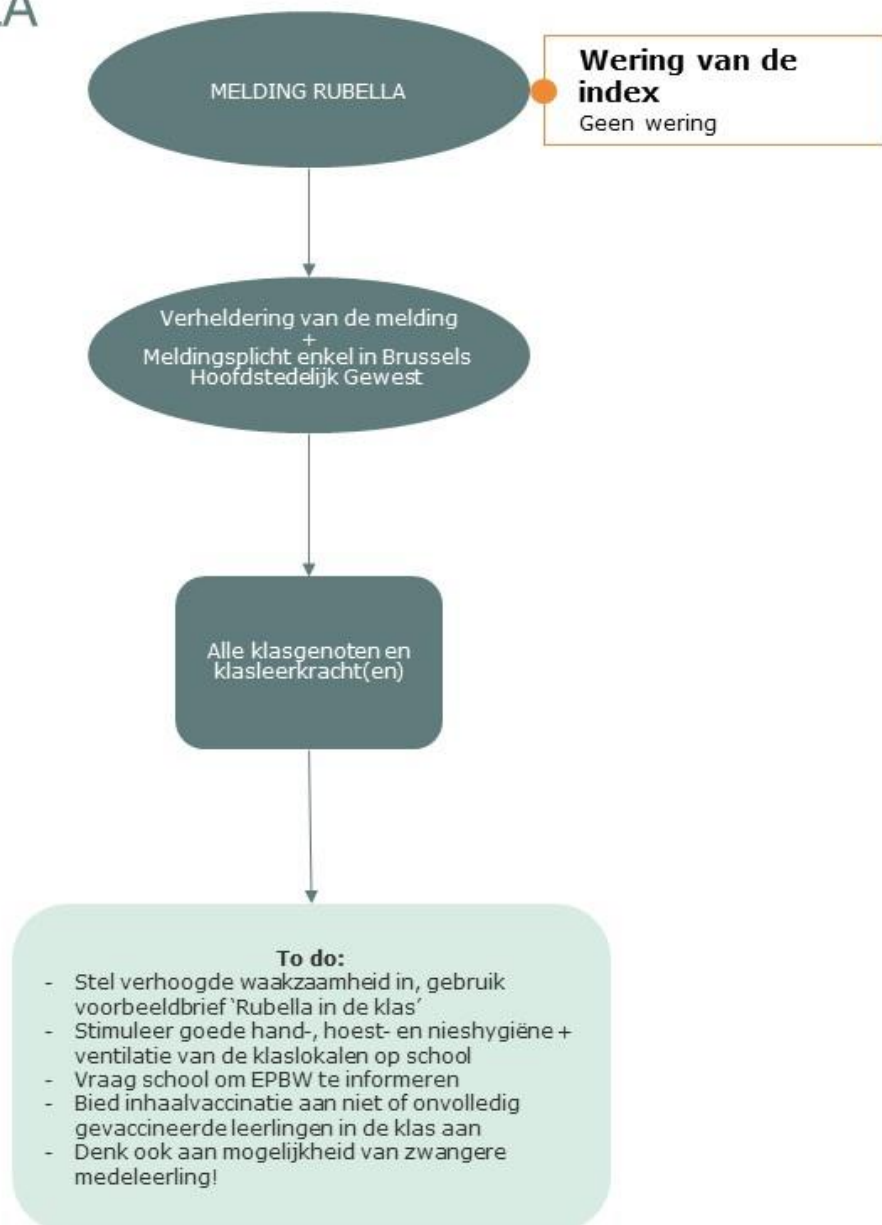 MELDING RUBELLA
Wering van de
index
Geen wering
Verheldering van de melding
+
Meldingsplicht enkel in Brussels
Hoofdstedelijk Gewest
Alle klasgenoten en
klasleerkracht(en)
To do:
- Stel verhoogde waakzaamheid in, gebruik
voorbeeldbrief ‘Rubella in de klas’
- Stimuleer goede hand-, hoest- en nieshygiëne +
ventilatie van de klaslokalen op school
- Vraag school om EPBW te informeren
- Bied inhaalvaccinatie aan niet of onvolledig
gevaccineerde leerlingen in de klas aan
- Denk ook aan mogelijkheid van zwangere
medeleerling!